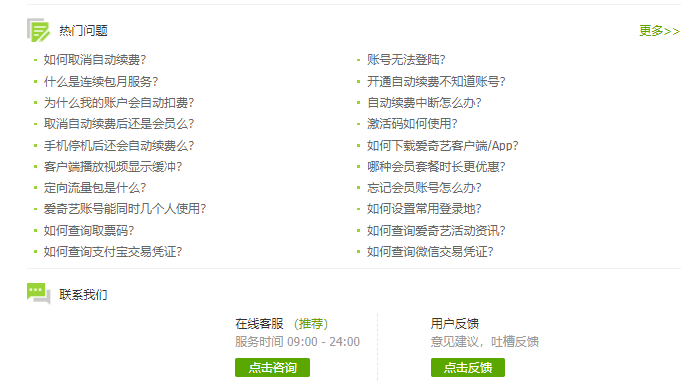 热门问题
更多>>
如何取消自动续费?
账号无法登陆?
什么是连续包月服务?
开通自动续费不知道账号?
为什么我的账户会自动扣费?
自动续费中断怎么办?
取消自动续费后还是会员么?
激活码如何使用?
手机停机后还会自动续费么?
如何下载爱奇艺客户端/App?
客户端播放视频显示缓冲?
哪种会员套餐时长更优惠?
定向流量包是什么?
忘记会员账号怎么办?
爱奇艺账号能同时几个人使用?
如何设置常用登录地?
如何查询取票码?
如何查询爱奇艺活动资讯?
如何查询支付宝交易凭证?
如何查询微信交易凭证?
联系我们
在线客服 (推荐)
服务时间 09:00 - 24:00
点击咨询
用户反馈
意见建议，吐槽反馈
点击反馈